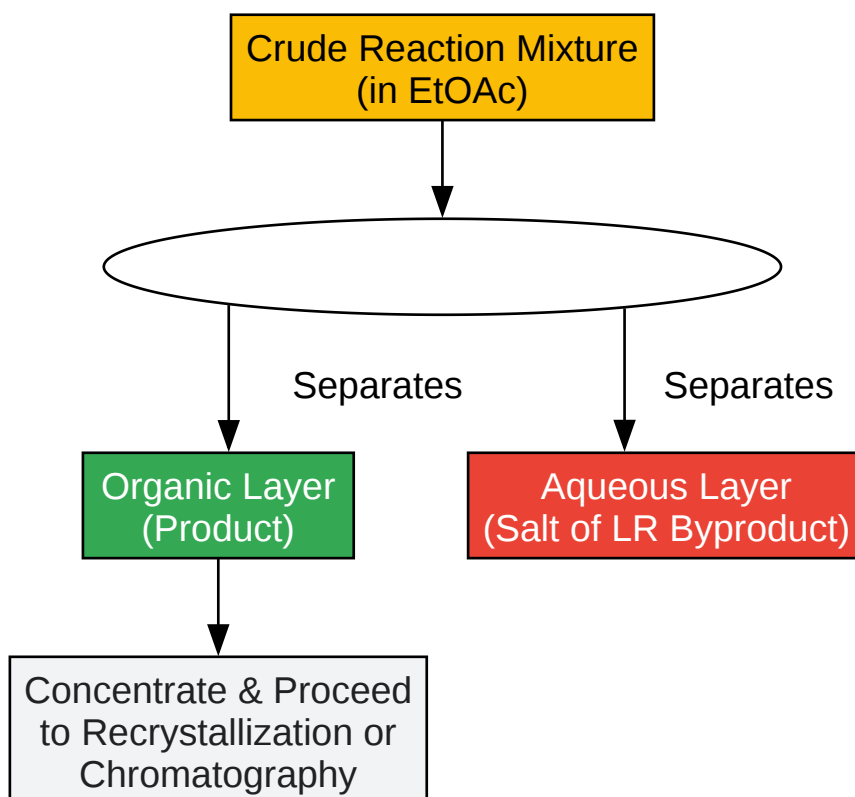 Crude Reaction Mixture
(in EtOAc)
Separates
Separates
Organic Layer
(Product)
Aqueous Layer
(Salt of LR Byproduct)
Concentrate & Proceed
to Recrystallization or
Chromatography